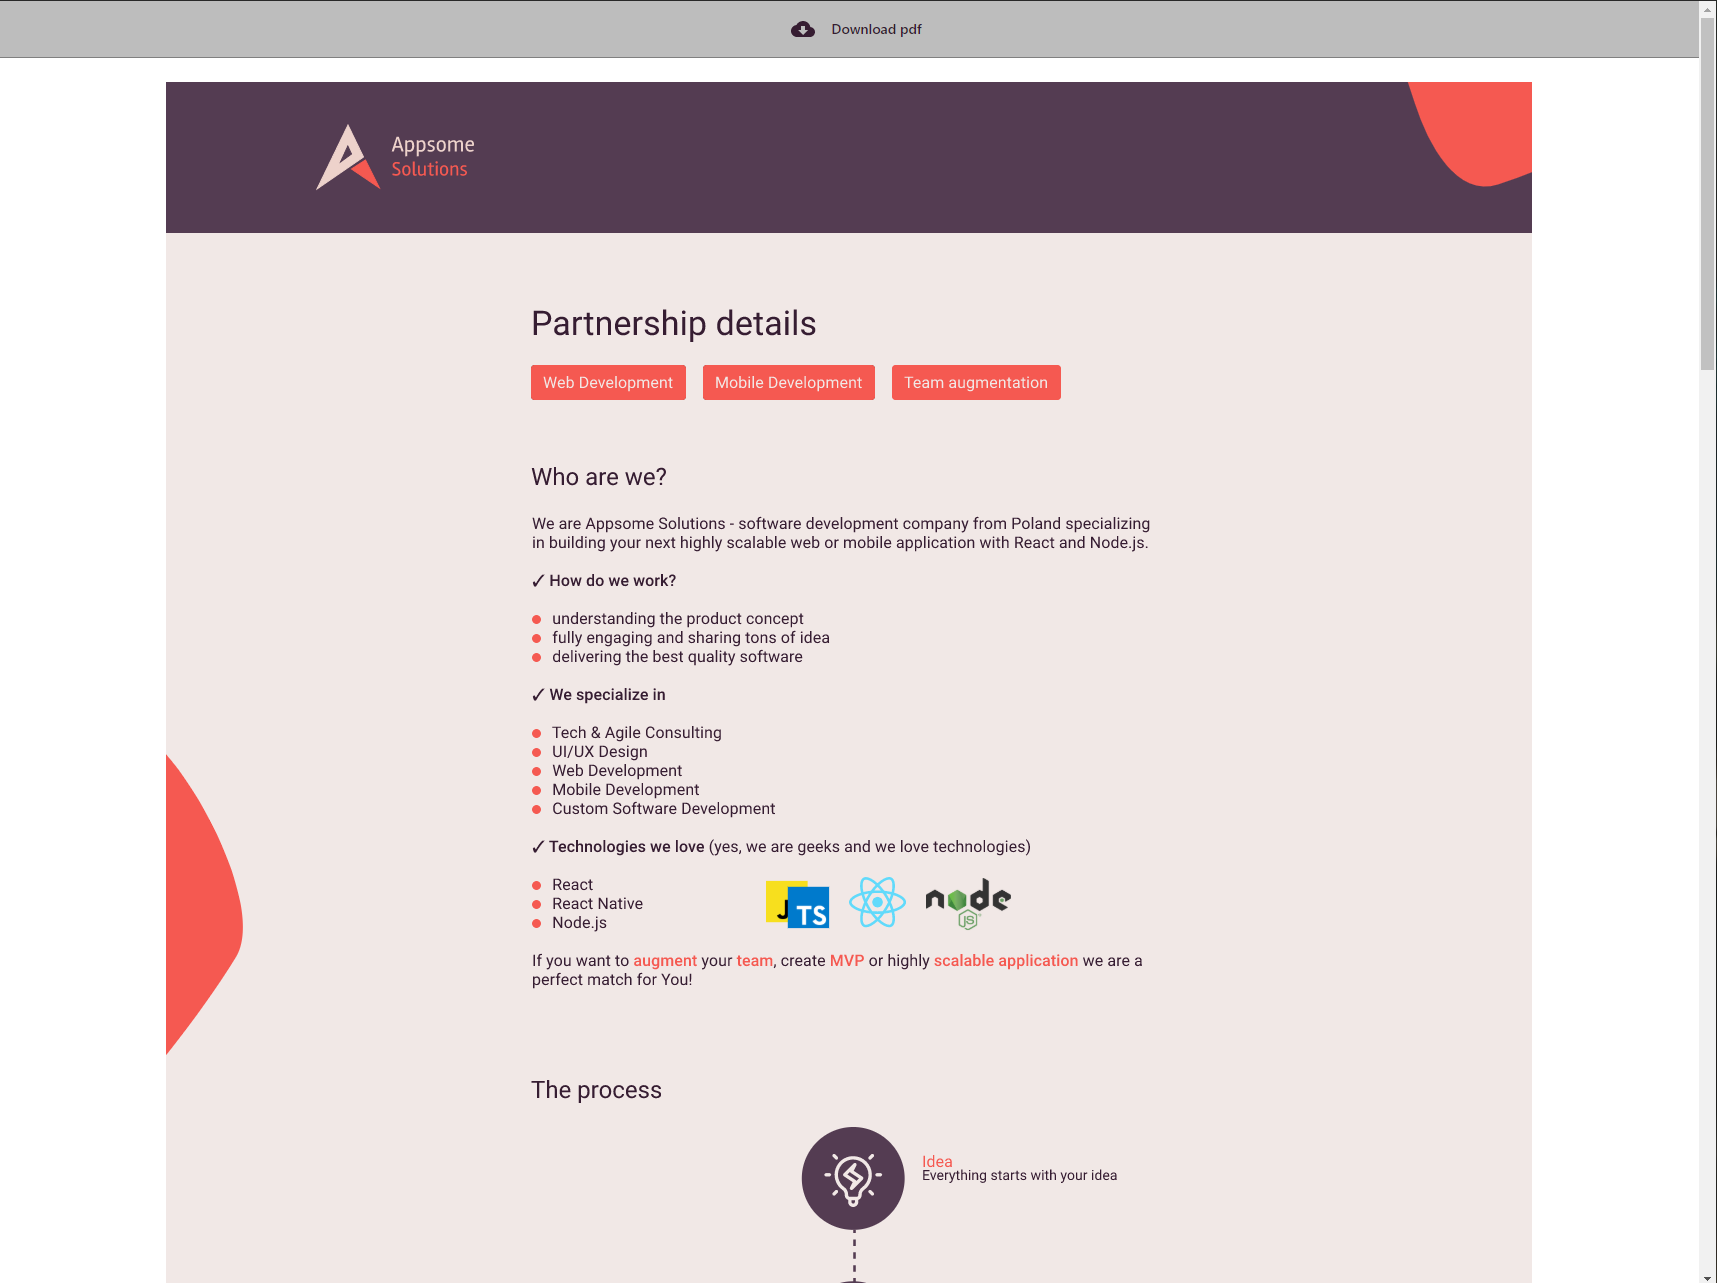 Download pdf
Appsome
Solutions
Partnership details
Web Development Mobile Development Team augmentation
Who are we?
We are Appsome Solutions - software development company from Poland specializing
in building your next highly scalable web or mobile application with React and Node.js.
✓ How do we work?
understanding the product concept
fully engaging and sharing tons of idea
delivering the best quality software
✓ We specialize in
Tech & Agile Consulting
UI/UX Design
Web Development
Mobile Development
Custom Software Development
✓ Technologies we love (yes, we are geeks and we love technologies)
React
React Native
Node.js
J TS node JS
If you want to augment your team, create MVP or highly scalable application we are a
perfect match for You!
The process
Idea
Everything starts with your idea